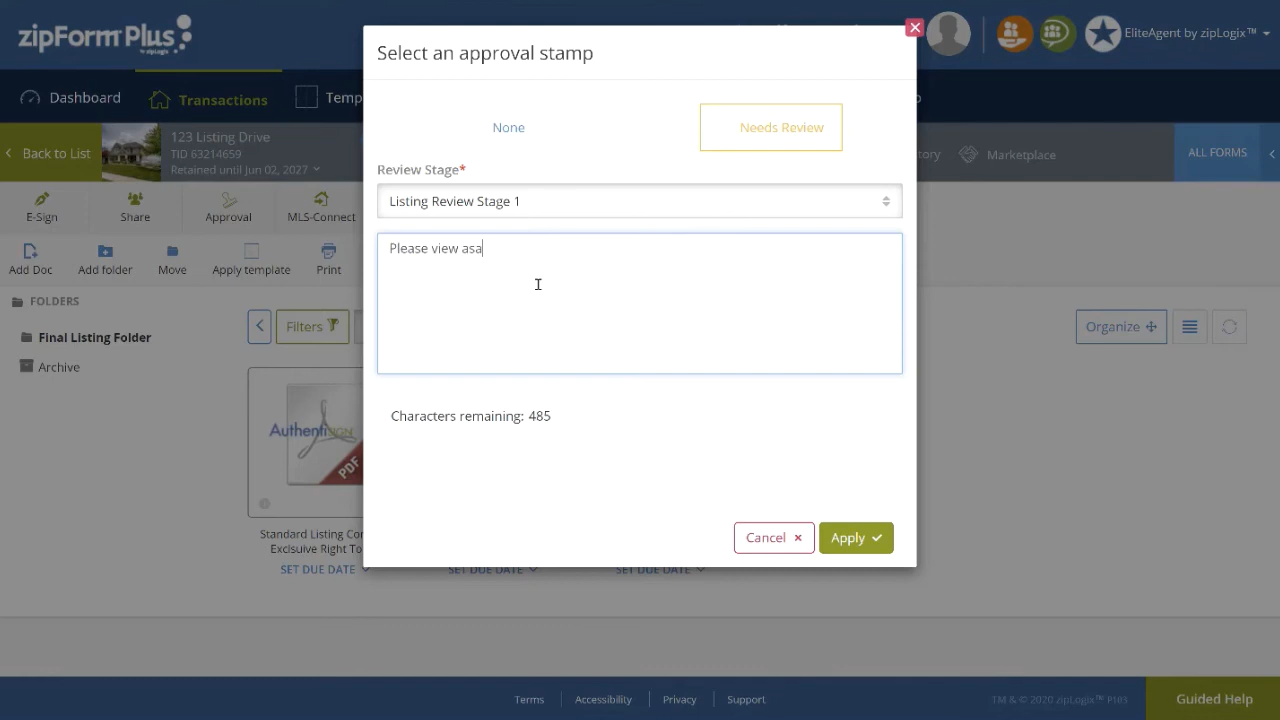 zipForm Plus
by zipLogix
EliteAgent by zipLogix™
Dashboard
Transactions
Temp
Back to List
123 Listing Drive
TID 63214659
Retained until Jun 02, 2027
tory
Marketplace
ALL FORMS
E-Sign
Share
Approval
MLS-Connect
Add Doc
Add folder
Move
Apply template
Print
FOLDERS
Final Listing Folder
Archive
Filters
Organize
AuthentiSIGN
PDF
Standard Listing Con
Exclsuive Right To
SET DUE DATE
SET DUE DATE
SET DUE DATE
Select an approval stamp
None
Needs Review
Review Stage*
Listing Review Stage 1
Please view asa
Characters remaining: 485
Cancel
Apply
Terms
Accessibility
Privacy
Support
TM & © 2020 zipLogix™ P103
Guided Help